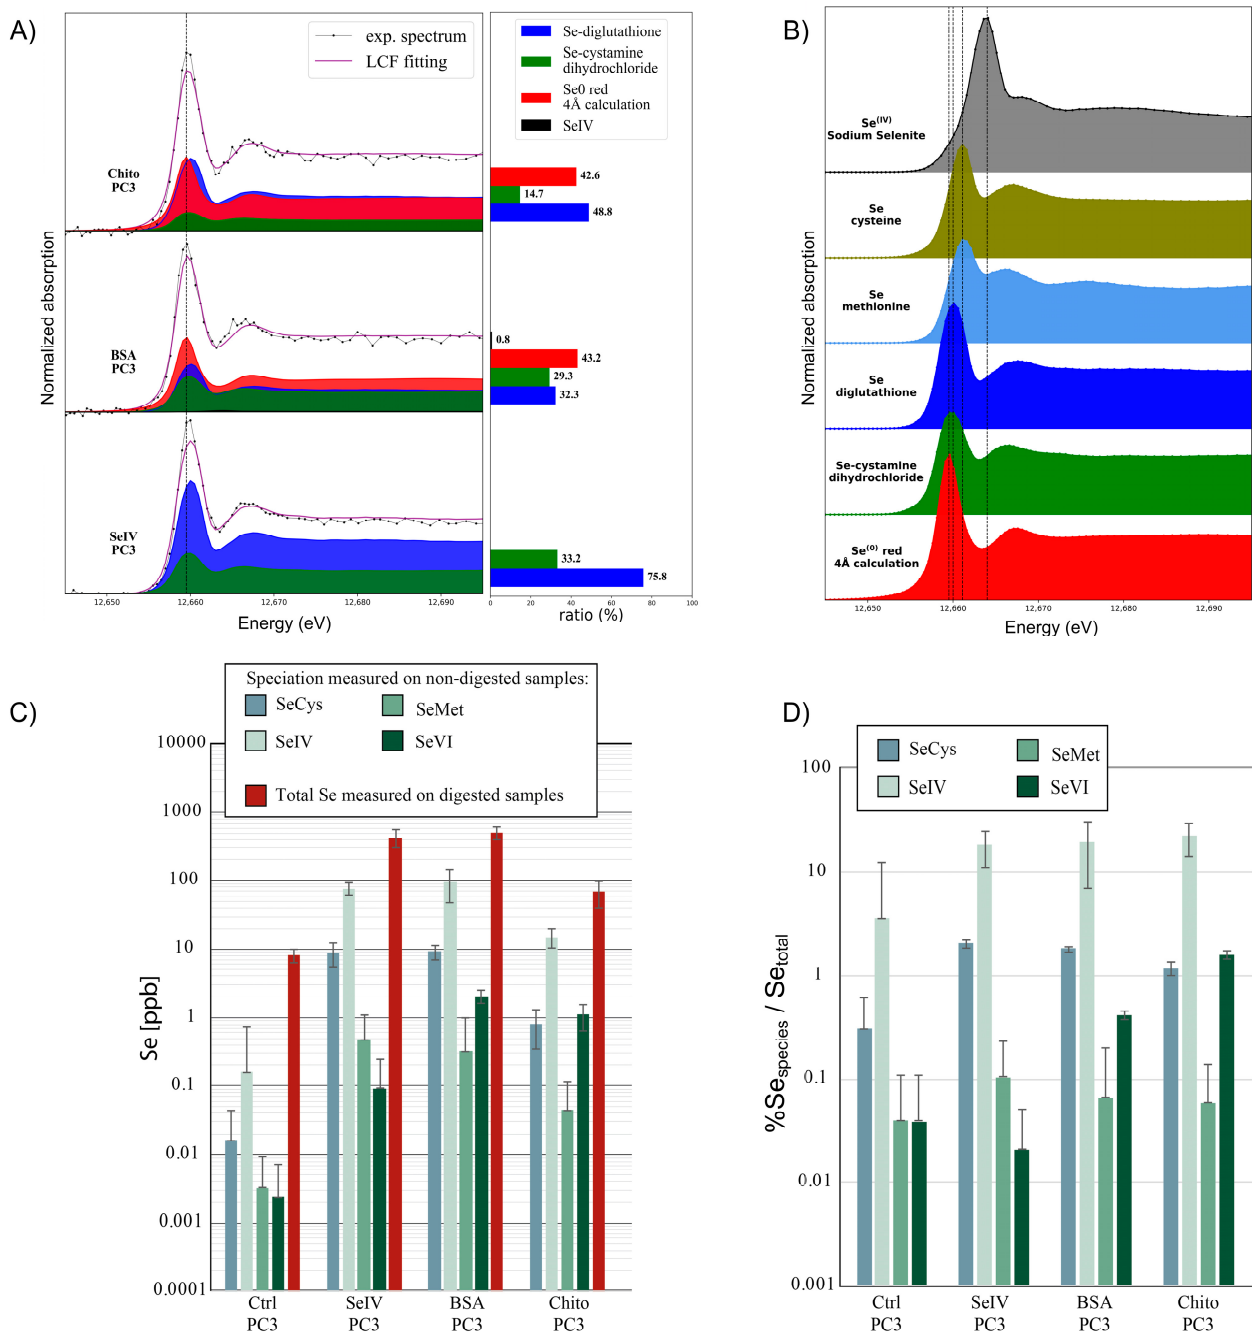 A)
exp. spectrum
LCF fitting
Se-diglutathione
Se-cystamine
dihydrochloride
Se0 red
4Å calculation
SeIV
Normalized absorption
Chito
PC3
BSA
PC3
SeIV
PC3
42.6
14.7
48.8
0.8
43.2
29.3
32.3
33.2
75.8
12,650
12,660
12,670
12,680
12,690
Energy (eV)
0
20
40
60
80
100
ratio (%)
B)
Normalized absorption
Se(IV)
Sodium Selenite
Se
cysteine
Se
methionine
Se
diglutathione
Se-cystamine
dihydrochloride
Se(0) red
4Å calculation
12,650
12,660
12,670
12,680
12,690
Energy (eV)
C)
Speciation measured on non-digested samples:
SeCys
SeMet
SeIV
SeVI
Total Se measured on digested samples
Se [ppb]
10000
1000
100
10
1
0.1
0.01
0.001
0.0001
Ctrl
PC3
SeIV
PC3
BSA
PC3
Chito
PC3
D)
SeCys
SeMet
SeIV
SeVI
%Sespecies / Setotal
100
10
1
0.1
0.01
0.001
Ctrl
PC3
SeIV
PC3
BSA
PC3
Chito
PC3